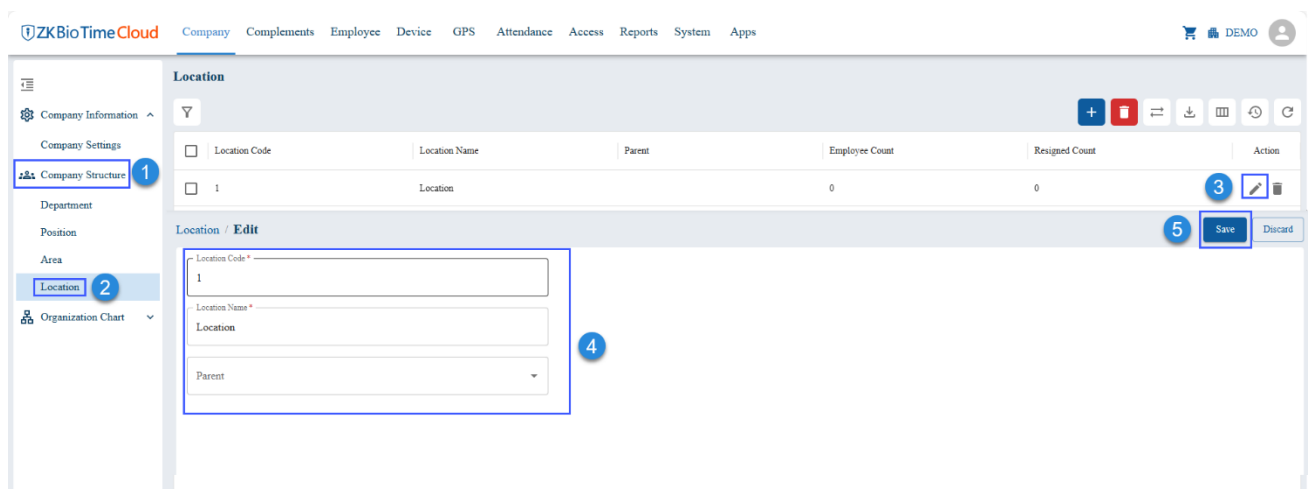 ZKBioTime Cloud Company Complements Employee Device GPS Attendance Access Reports System Apps DEMO
Location
Company Information
Company Settings
Company Structure 1
Department
Position
Area
Location 2
Organization Chart
Location Code Location Name Parent Employee Count Resigned Count Action
1 Location 0 0 3
Location / Edit 5 Save Discard
Location Code *
1
Location Name *
Location
4
Parent